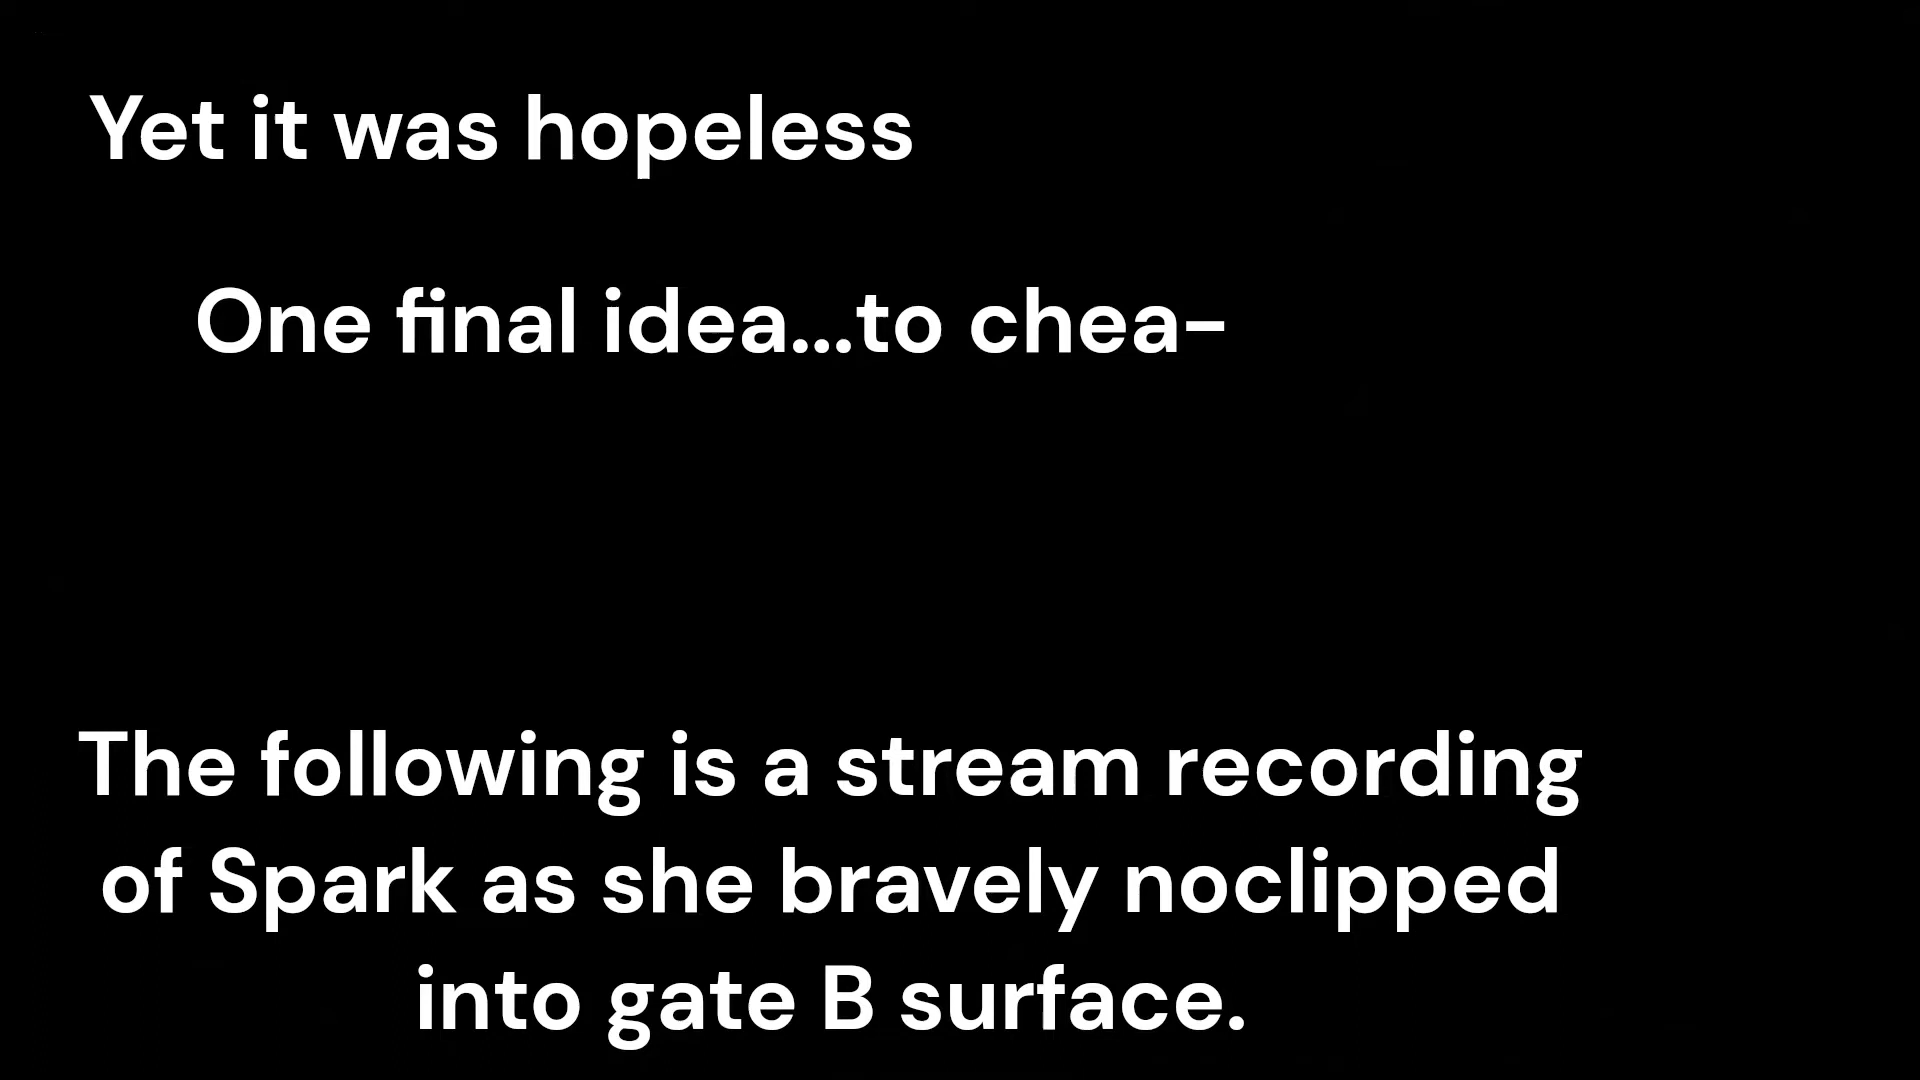 Yet it was hopeless
One final idea...to chea-
The following is a stream recording
of Spark as she bravely noclipped
into gate B surface.